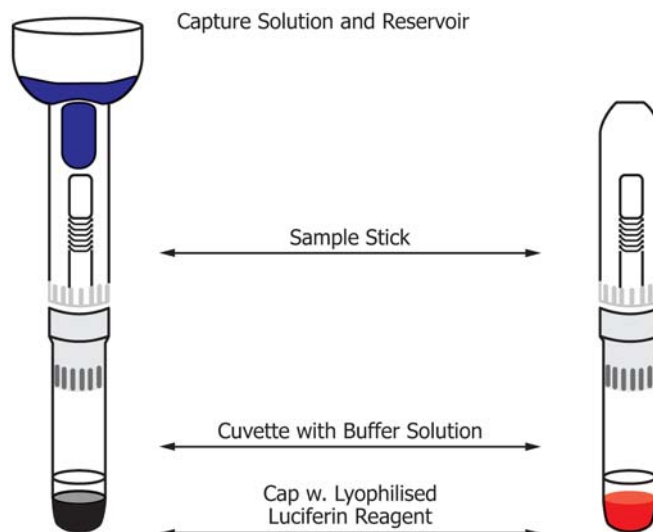 Capture Solution and Reservoir
Sample Stick
Cuvette with Buffer Solution
Cap w. Lyophilised
Luciferin Reagent